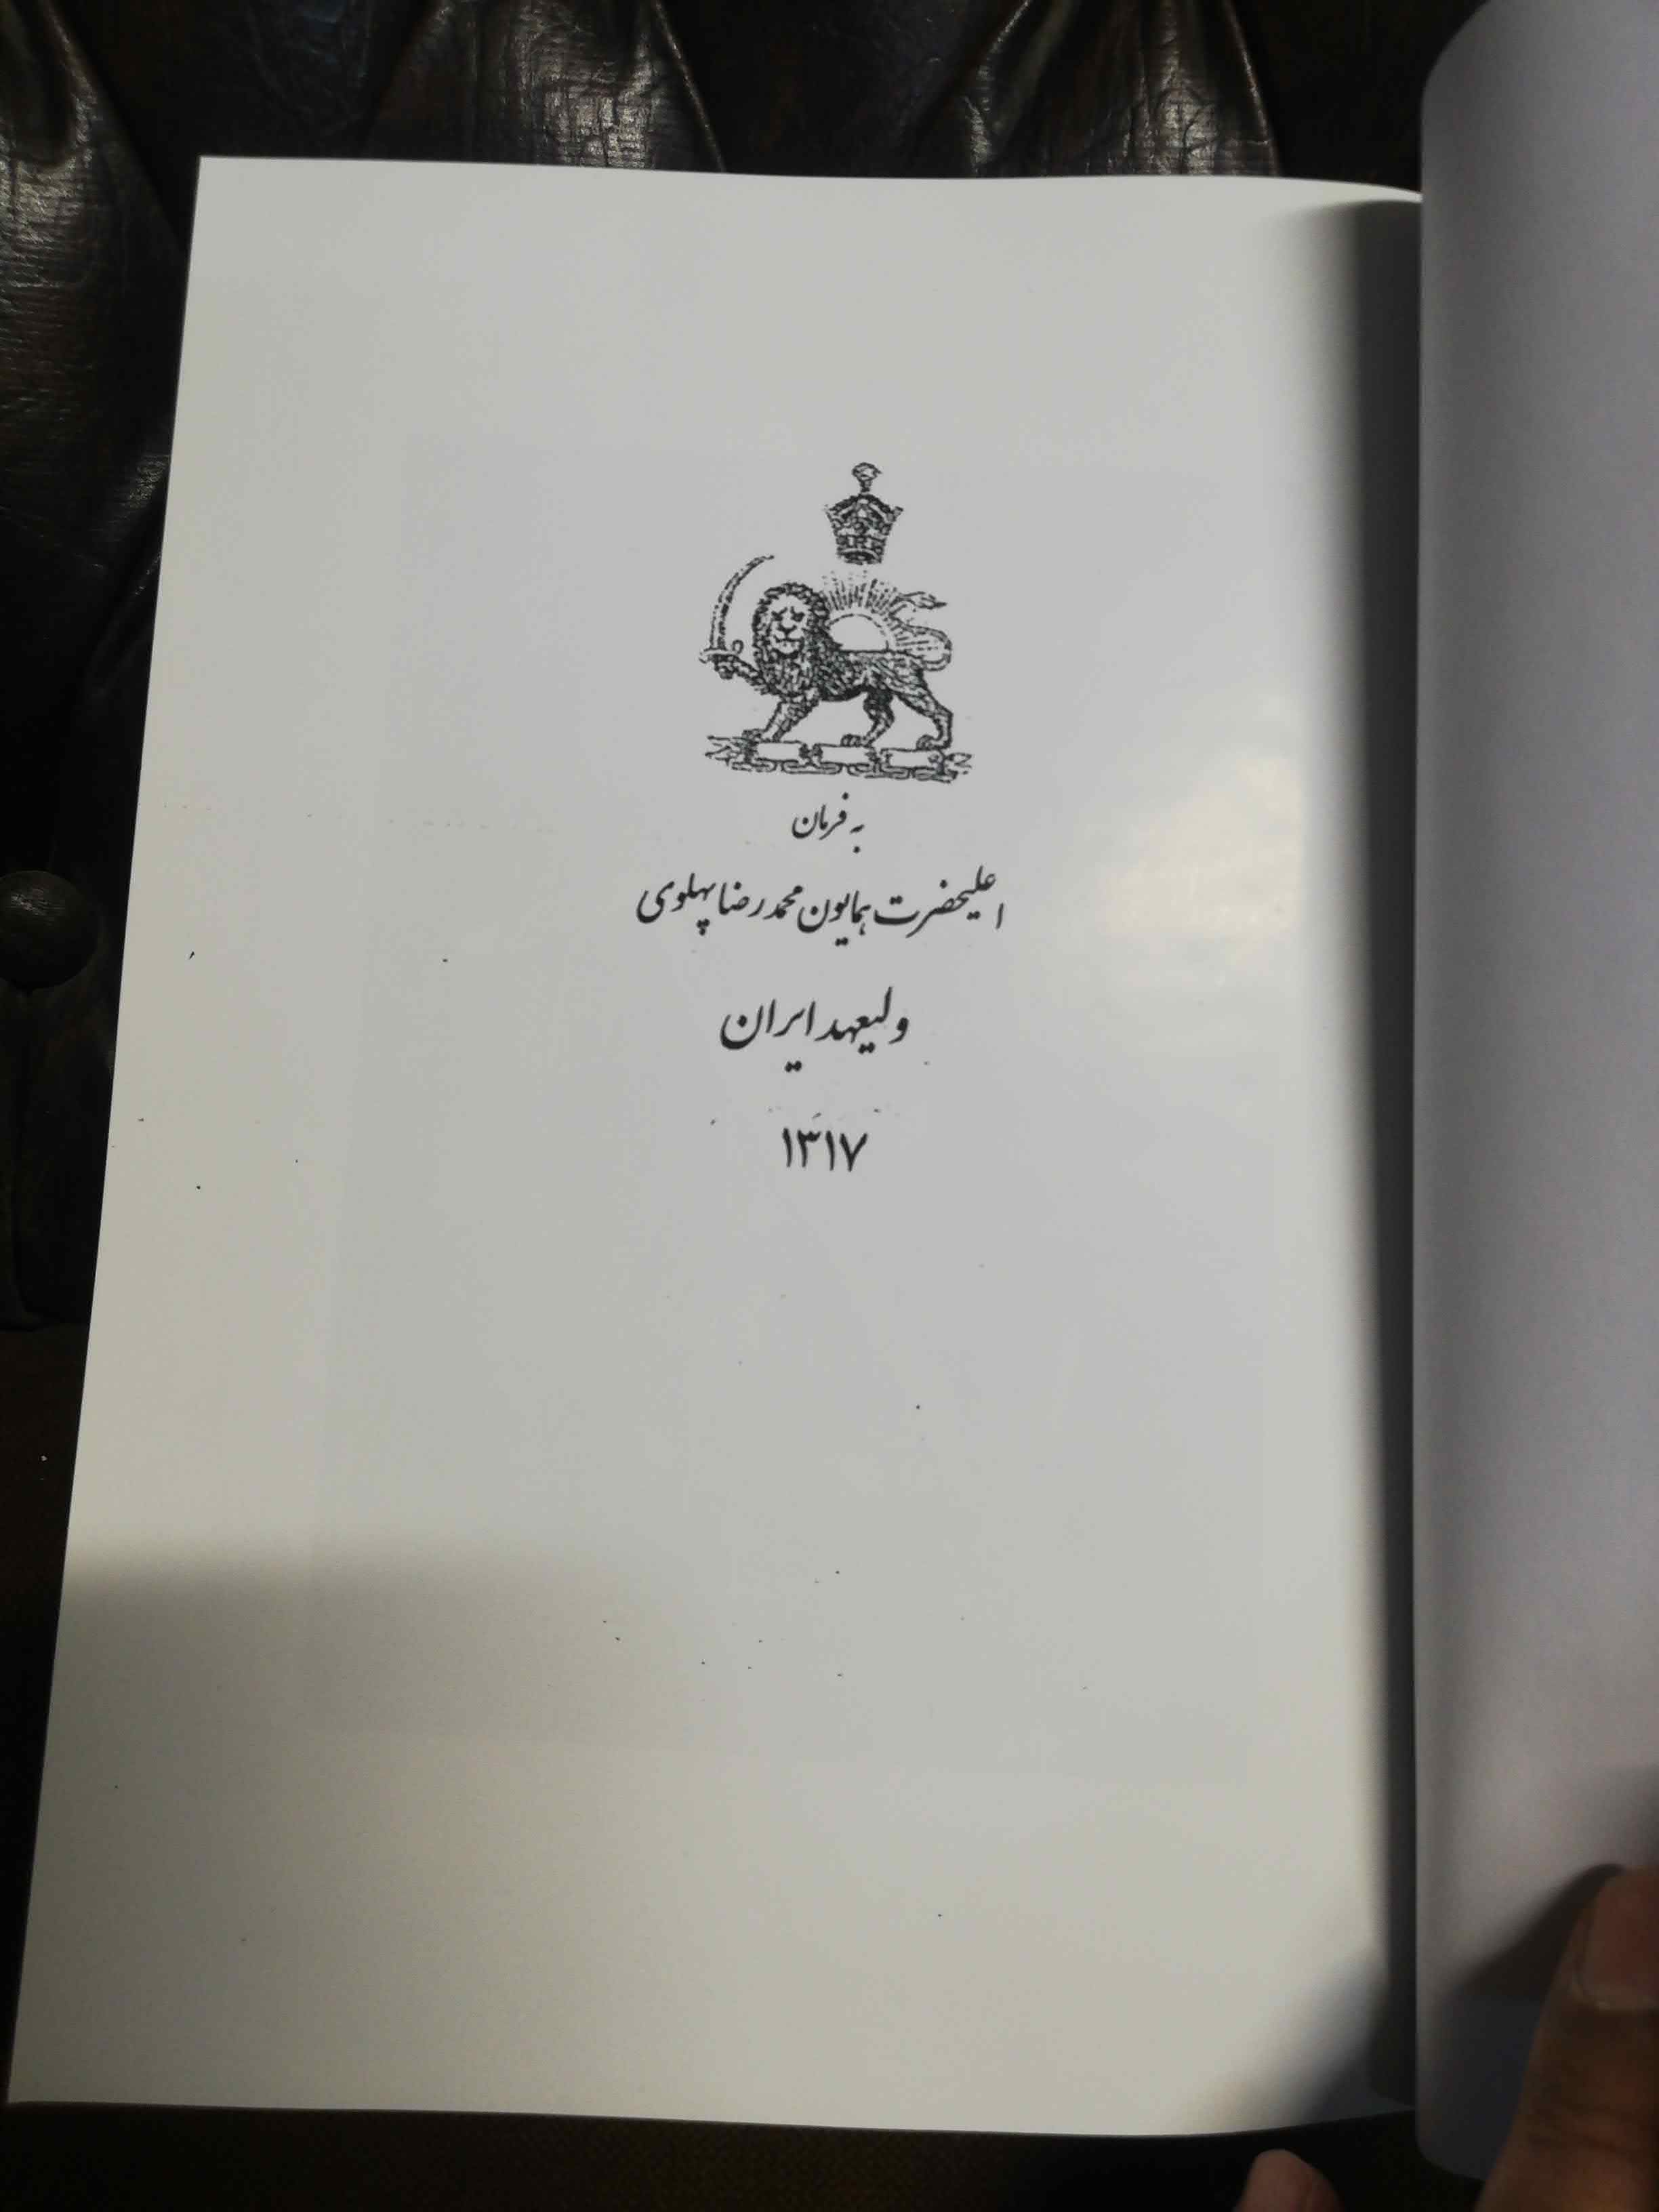 به فرمان
اعلیحضرت همایون محمدرضا پهلوی
ولیعهد ایران
۱۳۱۷